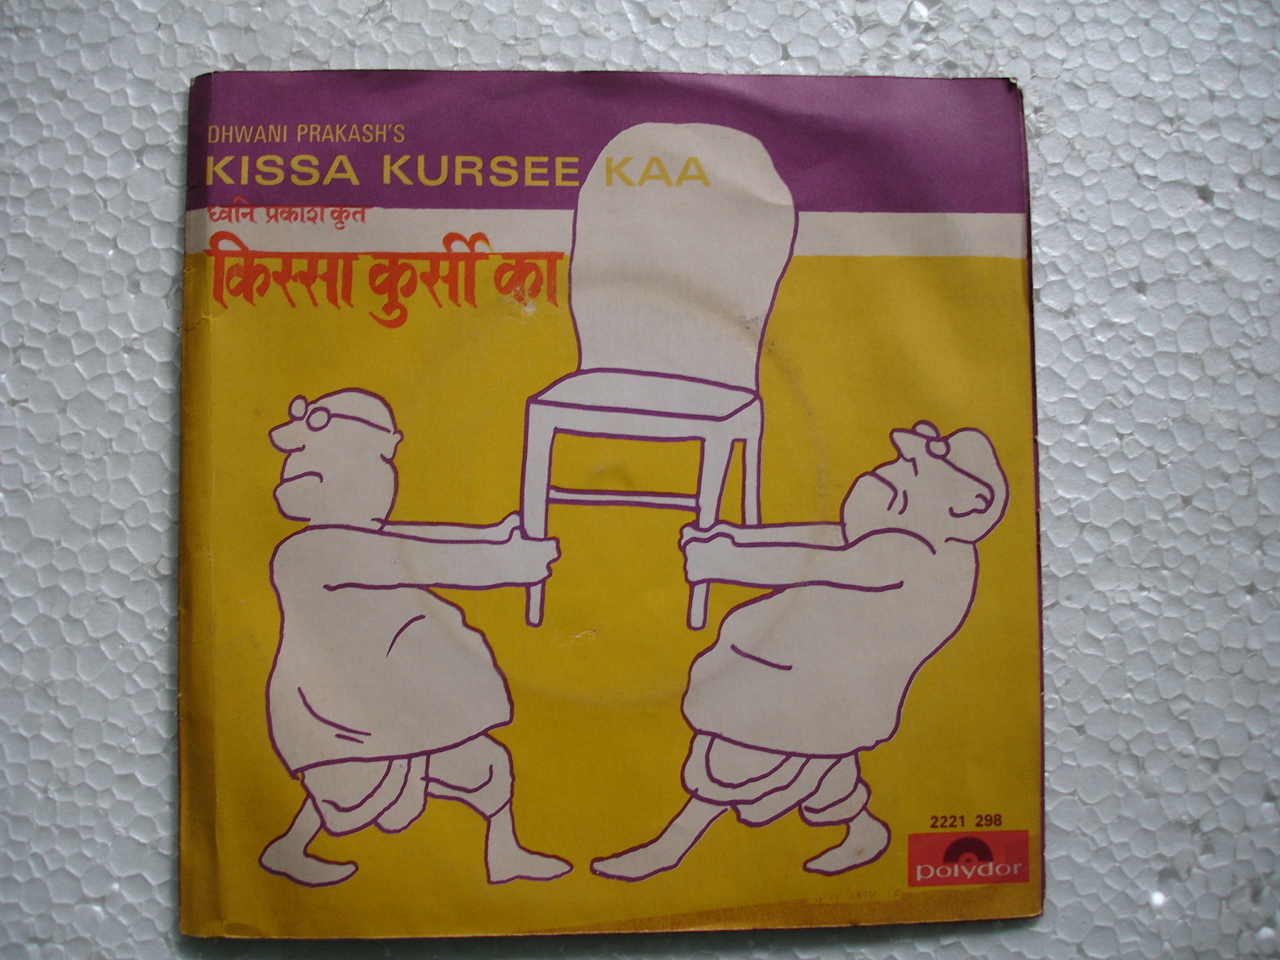 DHWANI PRAKASH'S
KISSA KURSEE KAA
ध्वनि प्रकाश कृत
किस्सा कुर्सी का
2221 298
polydor